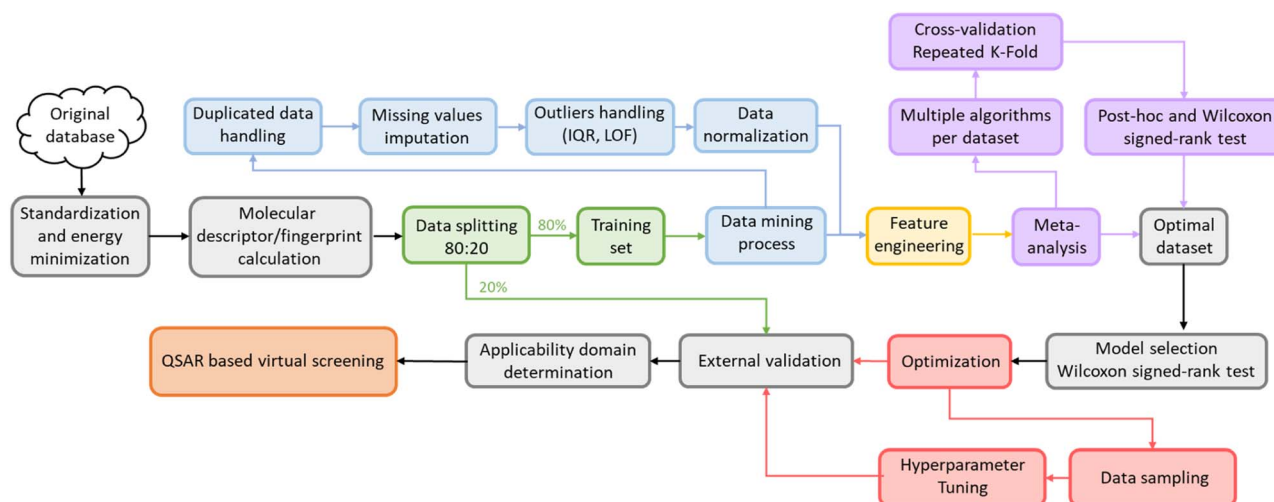 Cross-validation
Repeated K-Fold
Original
database
Duplicated data
handling
Missing values
imputation
Outliers handling
(IQR, LOF)
Data
normalization
Multiple algorithms
per dataset
Post-hoc and Wilcoxon
signed-rank test
Standardization
and energy
minimization
Molecular
descriptor/fingerprint
calculation
Data splitting
80:20
80%
Training
set
Data mining
process
Feature
engineering
Meta-
analysis
Optimal
dataset
20%
QSAR based virtual screening
Applicability domain
determination
External validation
Optimization
Model selection
Wilcoxon signed-rank test
Hyperparameter
Tuning
Data sampling